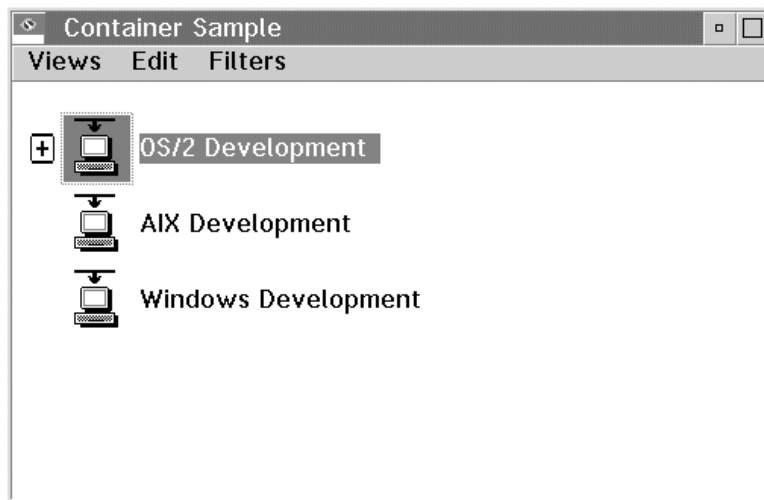 Container Sample
Views Edit Filters
OS/2 Development
AIX Development
Windows Development